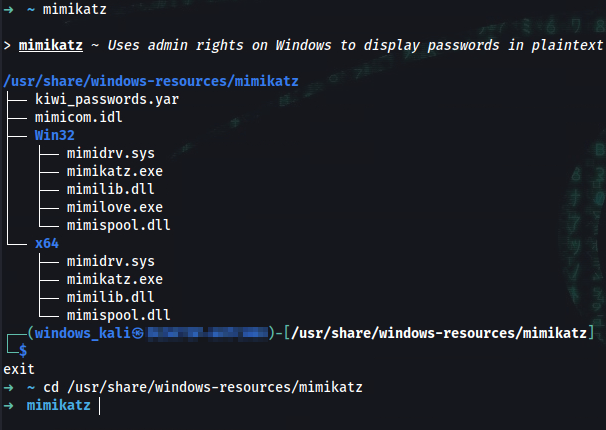 ➜ ~ mimikatz
> mimikatz ~ Uses admin rights on Windows to display passwords in plaintext
/usr/share/windows-resources/mimikatz
├── kiwi_passwords.yar
├── mimicom.idl
├── Win32
│   ├── mimidrv.sys
│   ├── mimikatz.exe
│   ├── mimilib.dll
│   ├── mimilove.exe
│   └── mimispool.dll
└── x64
    ├── mimidrv.sys
    ├── mimikatz.exe
    ├── mimilib.dll
    └── mimispool.dll
┌──(windows_kali㉿)-[/usr/share/windows-resources/mimikatz]
└─$
exit
➜ ~ cd /usr/share/windows-resources/mimikatz
➜ mimikatz